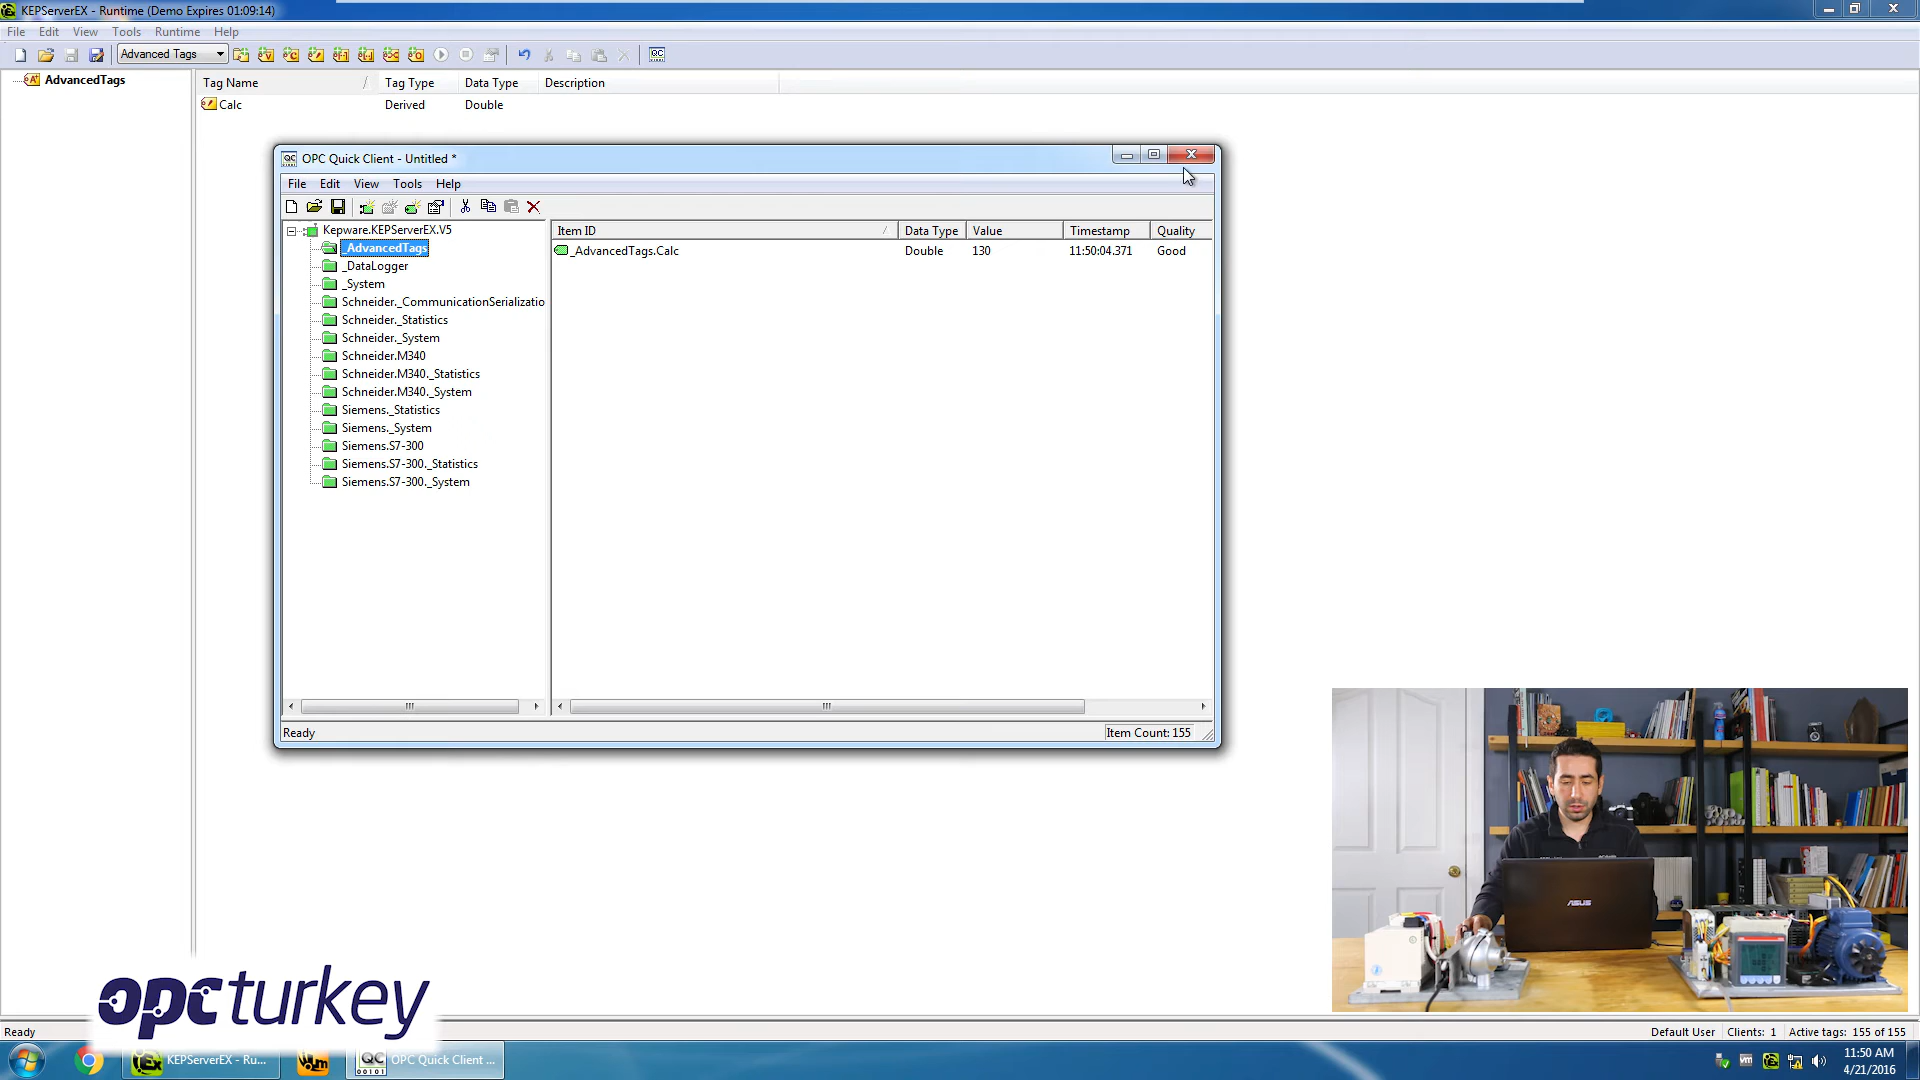 KEPServerEX - Runtime (Demo Expires 01:09:14)
File Edit View Tools Runtime Help
Advanced Tags
QC
AdvancedTags
Tag Name / Tag Type Data Type Description
Calc Derived Double
OPC Quick Client - Untitled *
File Edit View Tools Help
Kepware.KEPServerEX.V5
_AdvancedTags
_DataLogger
_System
Schneider._CommunicationSerializatio
Schneider._Statistics
Schneider._System
Schneider.M340
Schneider.M340._Statistics
Schneider.M340._System
Siemens._Statistics
Siemens._System
Siemens.S7-300
Siemens.S7-300._Statistics
Siemens.S7-300._System
Item ID / Data Type Value Timestamp Quality
_AdvancedTags.Calc Double 130 11:50:04.371 Good
Ready Item Count: 155
ASUS
opcturkey
Ready Default User Clients: 1 Active tags: 155 of 155
KEPServerEX - Ru... OPC Quick Client ... 11:50 AM
4/21/2016